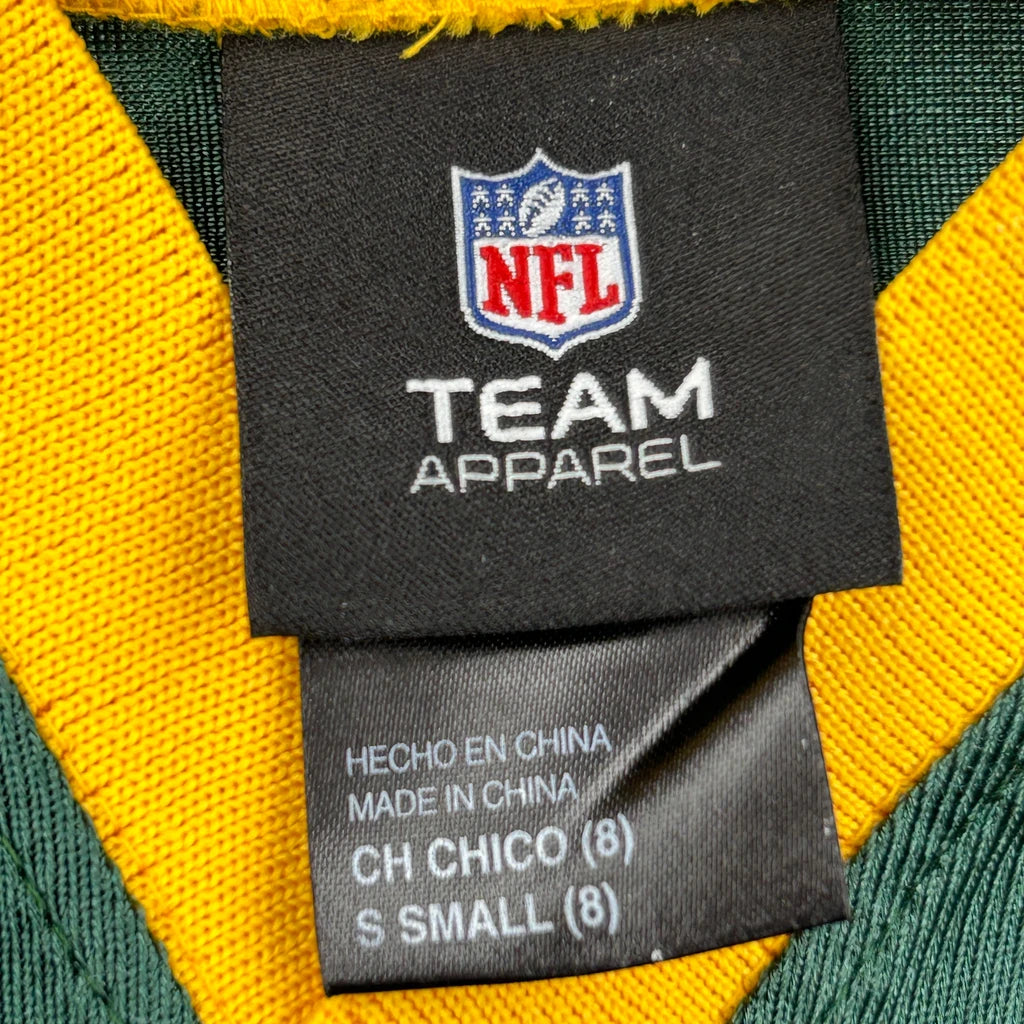 NFL
TEAM
APPAREL
HECHO EN CHINA
MADE IN CHINA
CH CHICO (8)
S SMALL (8)